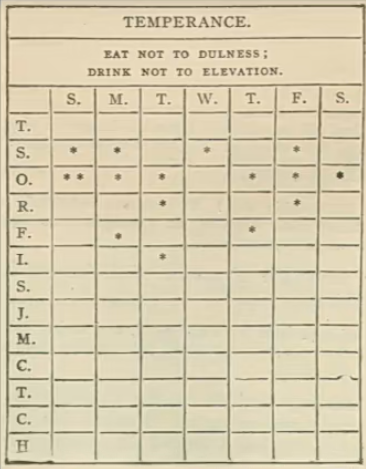 TEMPERANCE.
EAT NOT TO DULNESS;
DRINK NOT TO ELEVATION.
S. M. T. W. T. F. S.
T.
S. * * * *
O. ** * * * * *
R. * *
F. * *
I. *
S.
J.
M.
C.
T.
C.
H